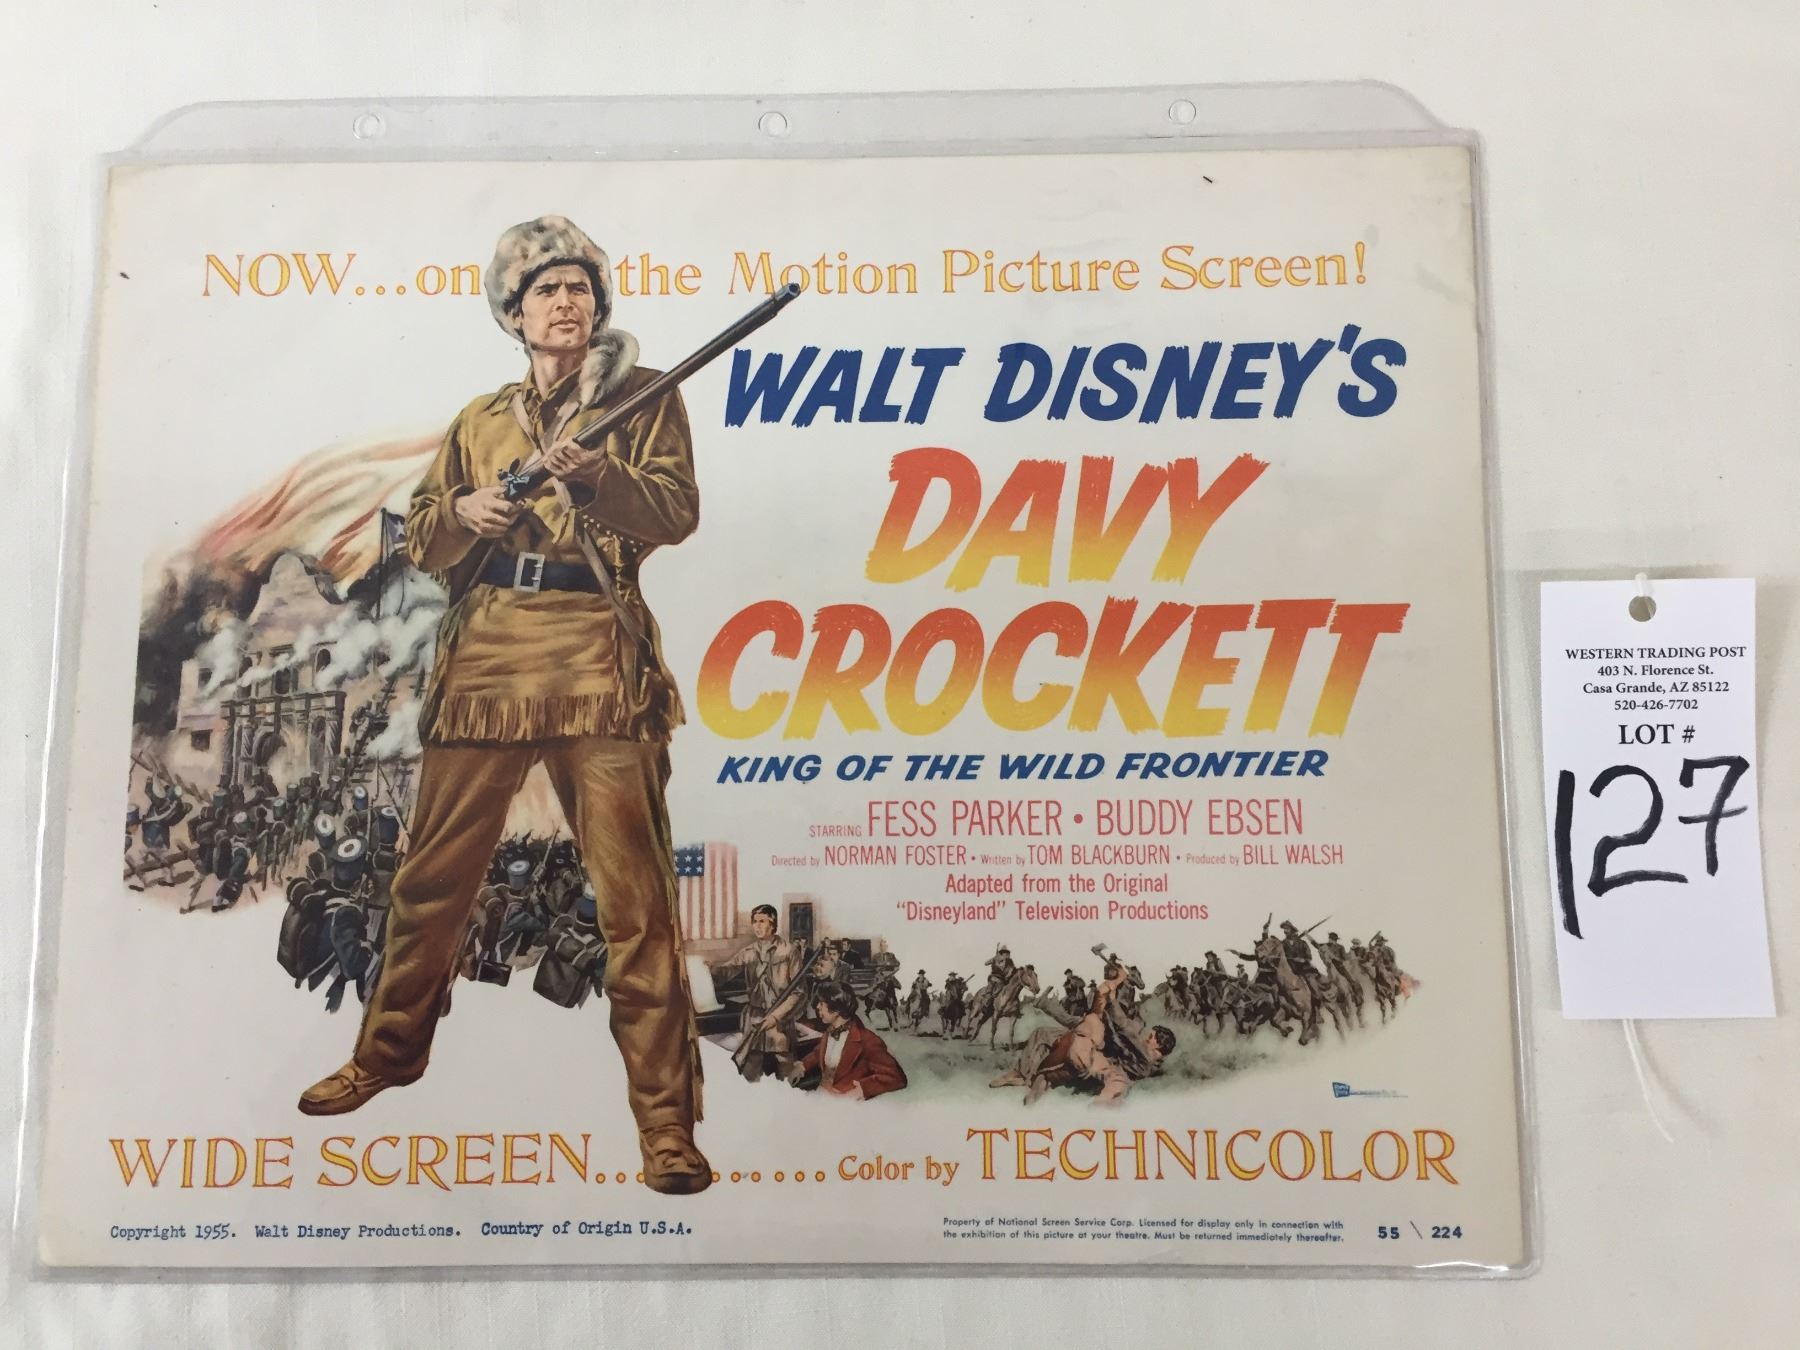 NOW...on the Motion Picture Screen!
WALT DISNEY'S
DAVY
CROCKETT
KING OF THE WILD FRONTIER
STARRING FESS PARKER • BUDDY EBSEN
Directed by NORMAN FOSTER • Written by TOM BLACKBURN • Produced by BILL WALSH
Adapted from the Original
"Disneyland" Television Productions
WIDE SCREEN........... Color by TECHNICOLOR
Copyright 1955. Walt Disney Productions. Country of Origin U.S.A.
Property of National Screen Service Corp. Licensed for display only in connection with
the exhibition of this picture at your theatre. Must be returned immediately thereafter.
55 \ 224
WESTERN TRADING POST
403 N. Florence St.
Casa Grande, AZ 85122
520-426-7702
LOT #
127